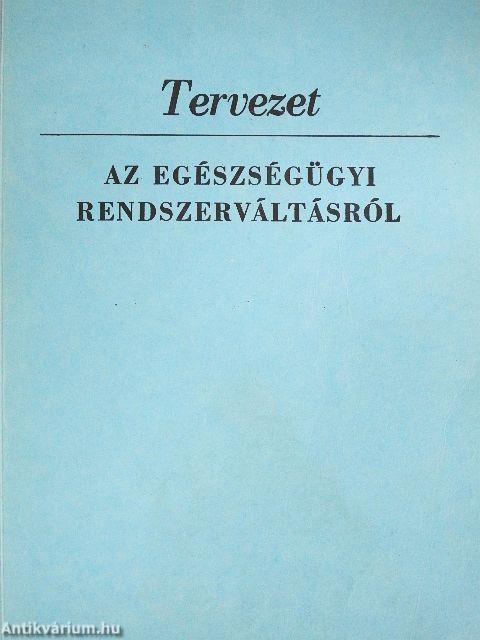 Tervezet
AZ EGÉSZSÉGÜGYI
RENDSZERVÁLTÁSRÓL
Antikvárium.hu